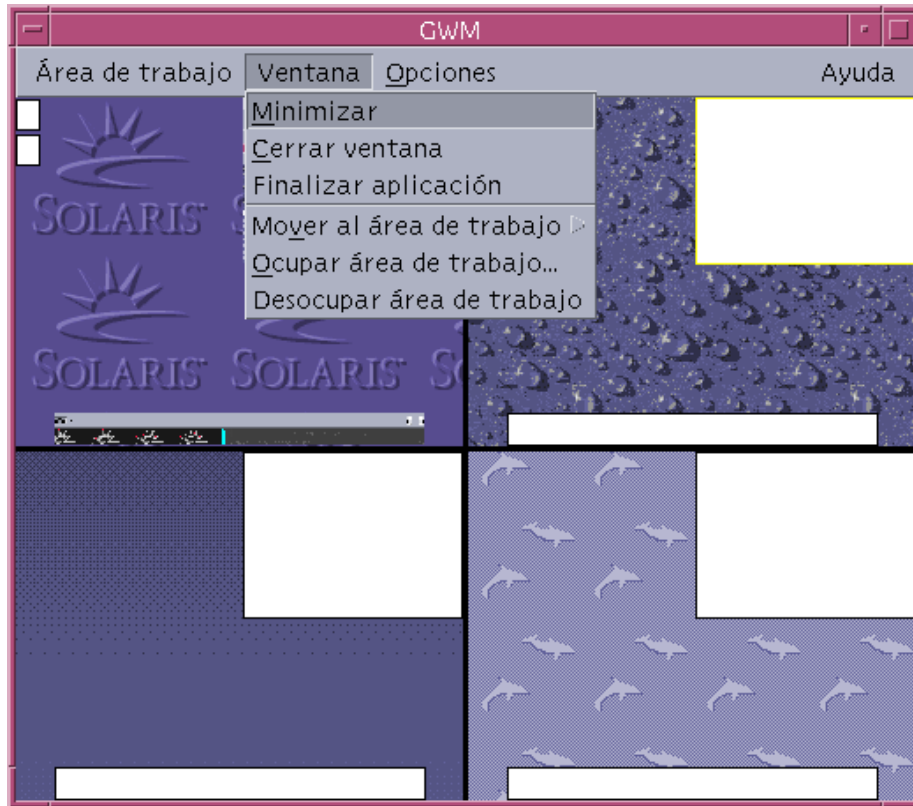 GWM
Área de trabajo Ventana Opciones Ayuda
Minimizar
Cerrar ventana
Finalizar aplicación
Mover al área de trabajo
Ocupar área de trabajo...
Desocupar área de trabajo
SOLARIS
SOLARIS SOLARIS